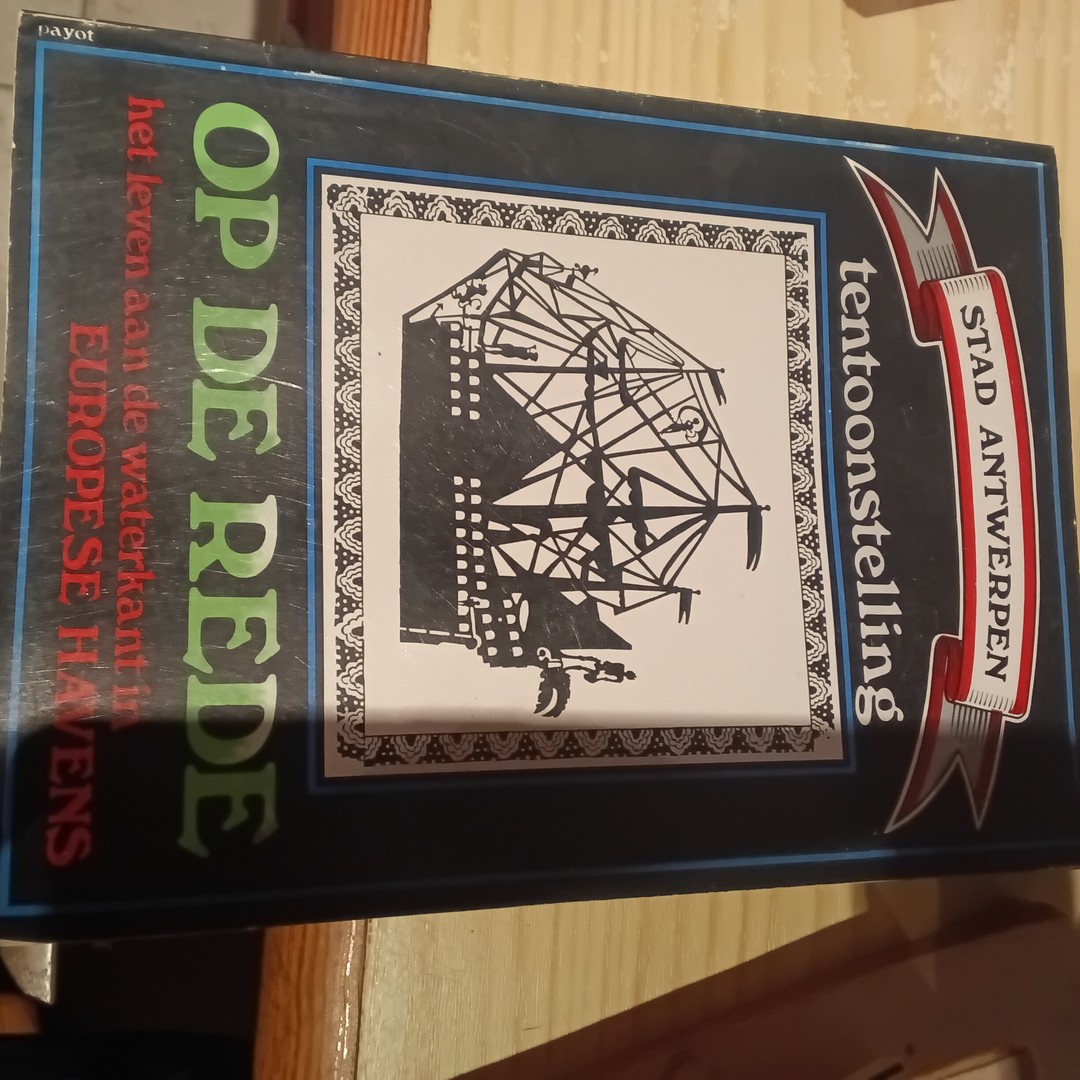 STAD ANTWERPEN
tentoonstelling
OP DE REDE
het leven aan de waterkant in
EUROPESE HAVENS
payot